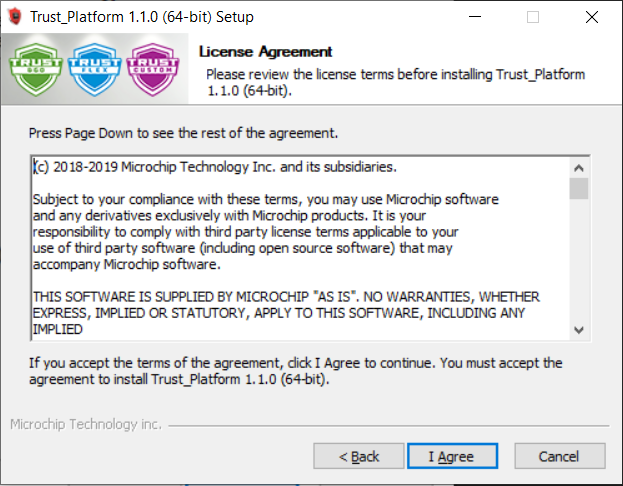 Trust_Platform 1.1.0 (64-bit) Setup
TRUST
&GO
TRUST
FLEX
TRUST
CUSTOM
License Agreement
Please review the license terms before installing Trust_Platform
1.1.0 (64-bit).
Press Page Down to see the rest of the agreement.
(c) 2018-2019 Microchip Technology Inc. and its subsidiaries.
Subject to your compliance with these terms, you may use Microchip software
and any derivatives exclusively with Microchip products. It is your
responsibility to comply with third party license terms applicable to your
use of third party software (including open source software) that may
accompany Microchip software.
THIS SOFTWARE IS SUPPLIED BY MICROCHIP "AS IS". NO WARRANTIES, WHETHER
EXPRESS, IMPLIED OR STATUTORY, APPLY TO THIS SOFTWARE, INCLUDING ANY
IMPLIED
If you accept the terms of the agreement, click I Agree to continue. You must accept the
agreement to install Trust_Platform 1.1.0 (64-bit).
Microchip Technology inc.
< Back
I Agree
Cancel